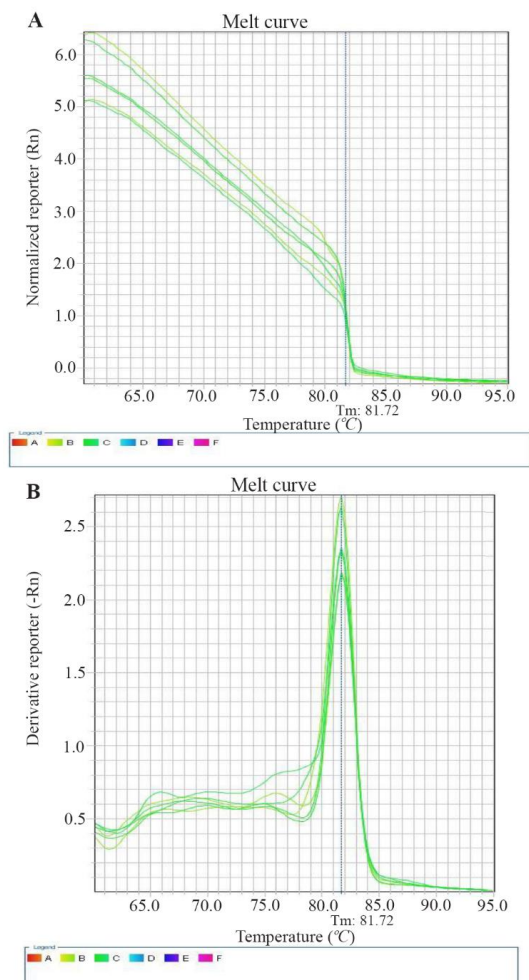 A
Melt curve
Normalized reporter (Rn)
6.0
5.0
4.0
3.0
2.0
1.0
0.0
65.0 70.0 75.0 80.0 85.0 90.0 95.0
Tm: 81.72
Temperature (°C)
Legend
A B C D E F
B
Melt curve
Derivative reporter (-Rn)
2.5
2.0
1.5
1.0
0.5
65.0 70.0 75.0 80.0 85.0 90.0 95.0
Tm: 81.72
Temperature (°C)
Legend
A B C D E F